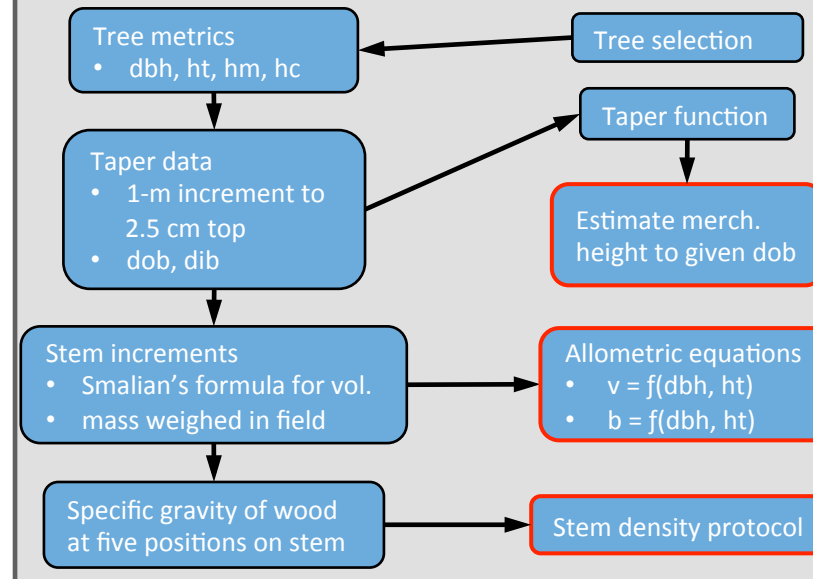 Tree metrics
• dbh, ht, hm, hc
Tree selection
Taper function
Taper data
• 1-m increment to
2.5 cm top
• dob, dib
Estimate merch.
height to given dob
Stem increments
• Smalian's formula for vol.
• mass weighed in field
Allometric equations
• v = ƒ(dbh, ht)
• b = ƒ(dbh, ht)
Specific gravity of wood
at five positions on stem
Stem density protocol